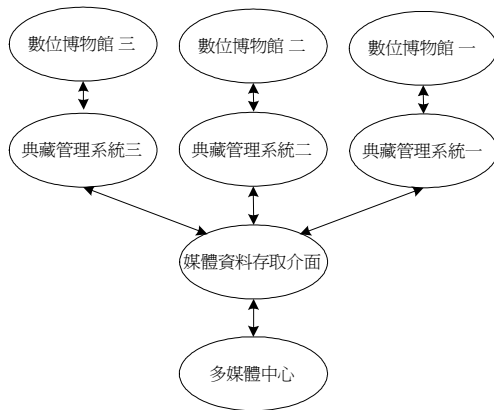 數位博物館 三
數位博物館 二
數位博物館 一
典藏管理系統三
典藏管理系統二
典藏管理系統一
媒體資料存取介面
多媒體中心